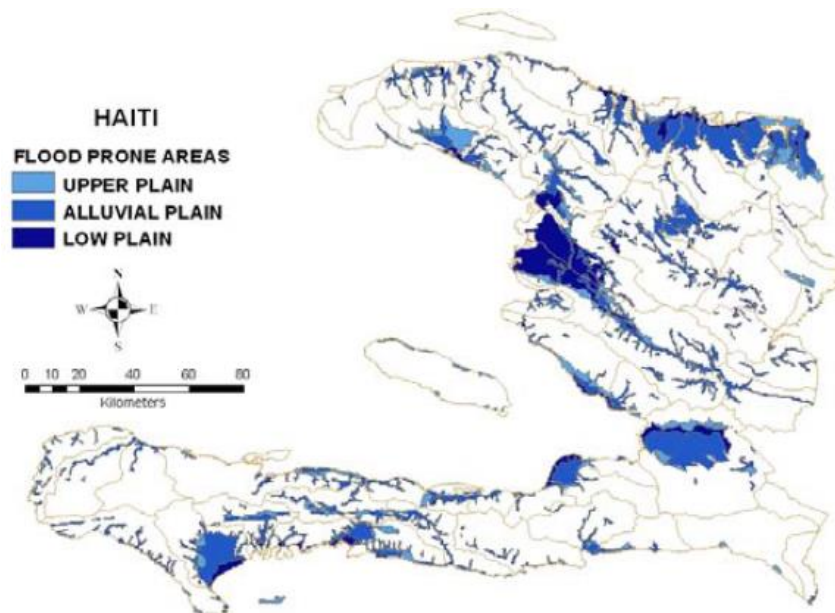 HAITI
FLOOD PRONE AREAS
UPPER PLAIN
ALLUVIAL PLAIN
LOW PLAIN
N
W E
S
0 10 20 40 60 80
Kilometers